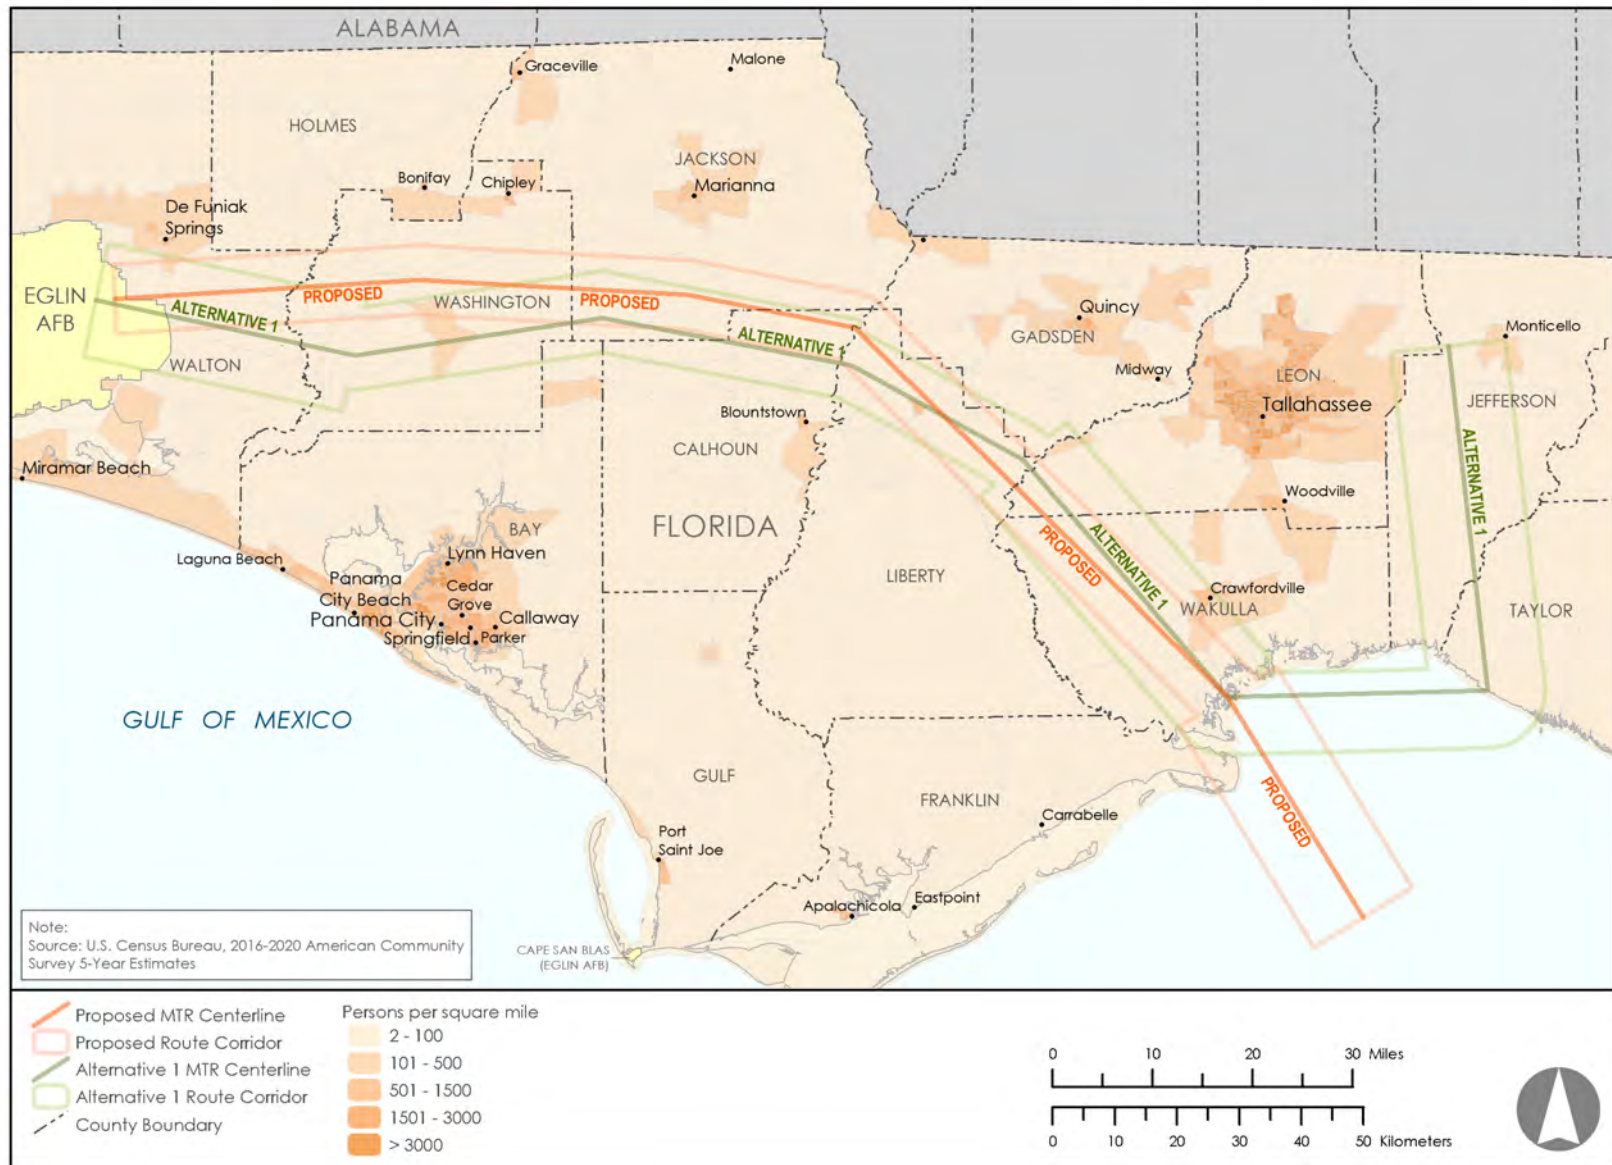 ALABAMA
Graceville
Malone
HOLMES
JACKSON
Bonifay
Chipley
Marianna
De Funiak
Springs
EGLIN
AFB
PROPOSED
WASHINGTON
PROPOSED
ALTERNATIVE 1
ALTERNATIVE 1
WALTON
Quincy
GADSDEN
Midway
Monticello
LEON
Tallahassee
JEFFERSON
Blountstown
CALHOUN
Miramar Beach
ALTERNATIVE 1
Woodville
FLORIDA
BAY
Lynn Haven
Laguna Beach
Panama
City Beach
Cedar
Grove
Panama City
Callaway
Springfield
Parker
LIBERTY
PROPOSED
ALTERNATIVE 1
Crawfordville
WAKULLA
TAYLOR
GULF OF MEXICO
GULF
FRANKLIN
Carrabelle
PROPOSED
Port
Saint Joe
Apalachicola
Eastpoint
CAPE SAN BLAS
(EGLIN AFB)
Note:
Source: U.S. Census Bureau, 2016-2020 American Community
Survey 5-Year Estimates
Proposed MTR Centerline
Proposed Route Corridor
Alternative 1 MTR Centerline
Alternative 1 Route Corridor
County Boundary
Persons per square mile
2 - 100
101 - 500
501 - 1500
1501 - 3000
> 3000
0 10 20 30 Miles
0 10 20 30 40 50 Kilometers